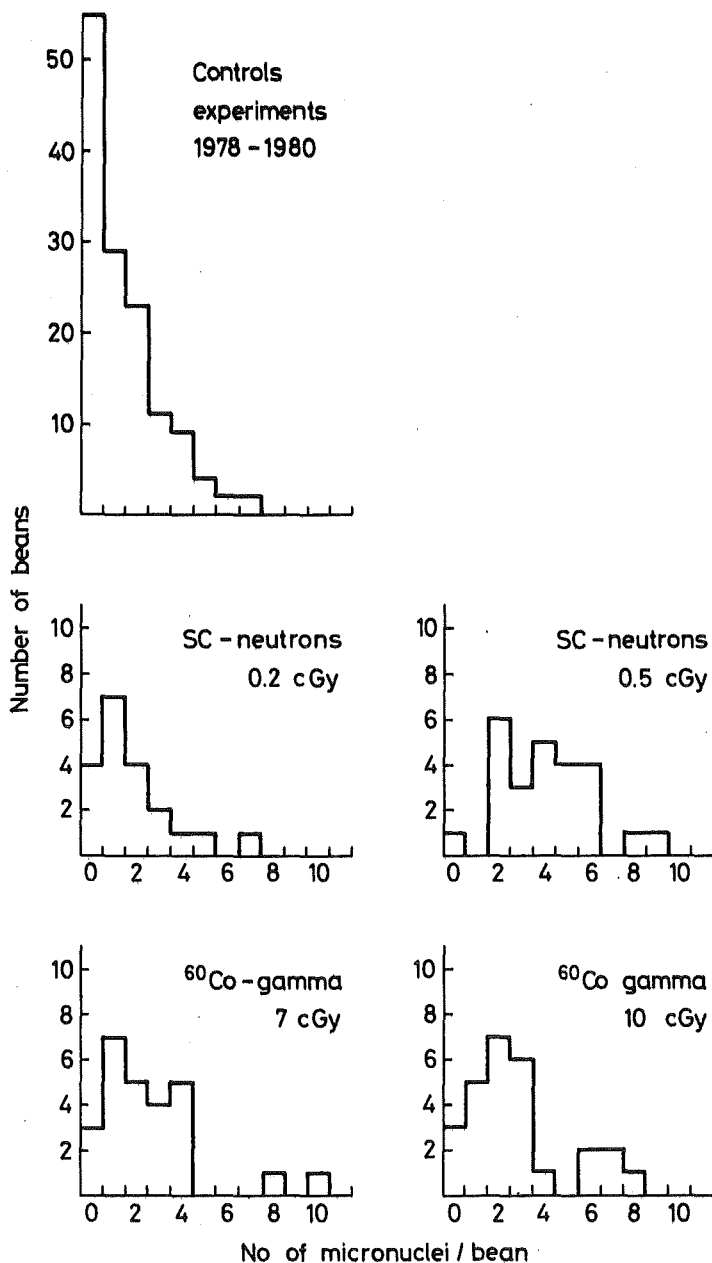 Controls
experiments
1978 - 1980
50
40
30
20
10
Number of beans
SC - neutrons
0.2 cGy
10
8
6
4
2
0 2 4 6 8 10
SC - neutrons
0.5 cGy
10
8
6
4
2
0 2 4 6 8 10
⁶⁰Co - gamma
7 cGy
10
8
6
4
2
0 2 4 6 8 10
⁶⁰Co gamma
10 cGy
10
8
6
4
2
0 2 4 6 8 10
No of micronuclei / bean